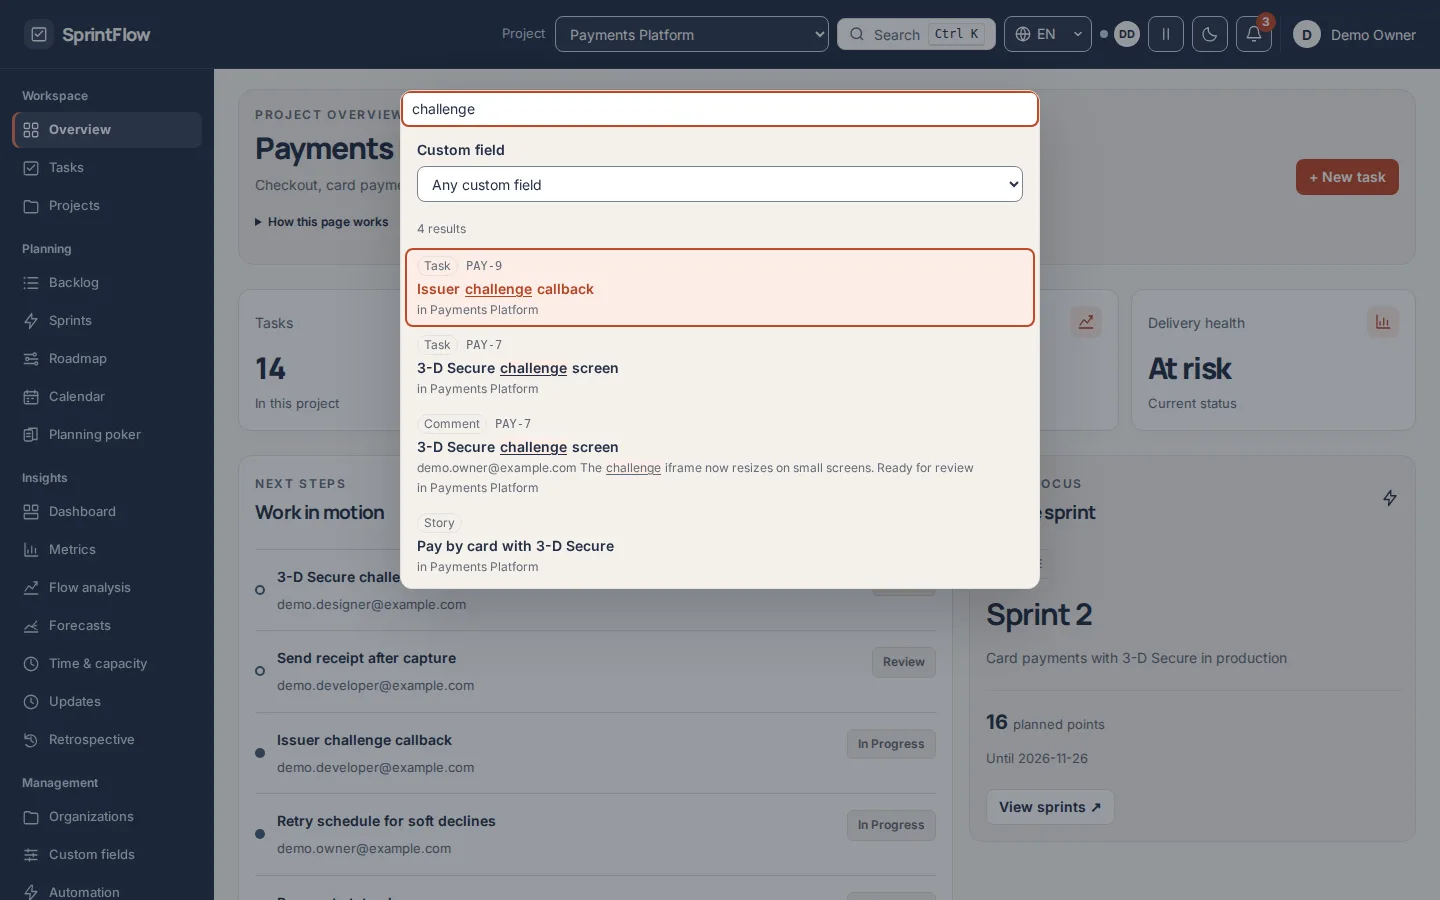 SprintFlow
Project
Payments Platform
Search Ctrl K
EN
DD
3
D
Demo Owner
Workspace
Overview
Tasks
Projects
Planning
Backlog
Sprints
Roadmap
Calendar
Planning poker
Insights
Dashboard
Metrics
Flow analysis
Forecasts
Time & capacity
Updates
Retrospective
Management
Organizations
Custom fields
Automation
PROJECT OVERVIEW
Payments
Checkout, card
How this page works
+ New task
challenge
Custom field
Any custom field
4 results
Task PAY-9
Issuer challenge callback
in Payments Platform
Task PAY-7
3-D Secure challenge screen
in Payments Platform
Comment PAY-7
3-D Secure challenge screen
demo.owner@example.com The challenge iframe now resizes on small screens. Ready for review
in Payments Platform
Story
Pay by card with 3-D Secure
in Payments Platform
Tasks
14
In this project
Delivery health
At risk
Current status
NEXT STEPS
Work in motion
3-D Secure
demo.designer@example.com
Send receipt after capture
demo.developer@example.com
Review
Issuer challenge callback
demo.developer@example.com
In Progress
Retry schedule for soft declines
demo.owner@example.com
In Progress
sprint
Sprint 2
Card payments with 3-D Secure in production
16 planned points
Until 2026-11-26
View sprints ↗